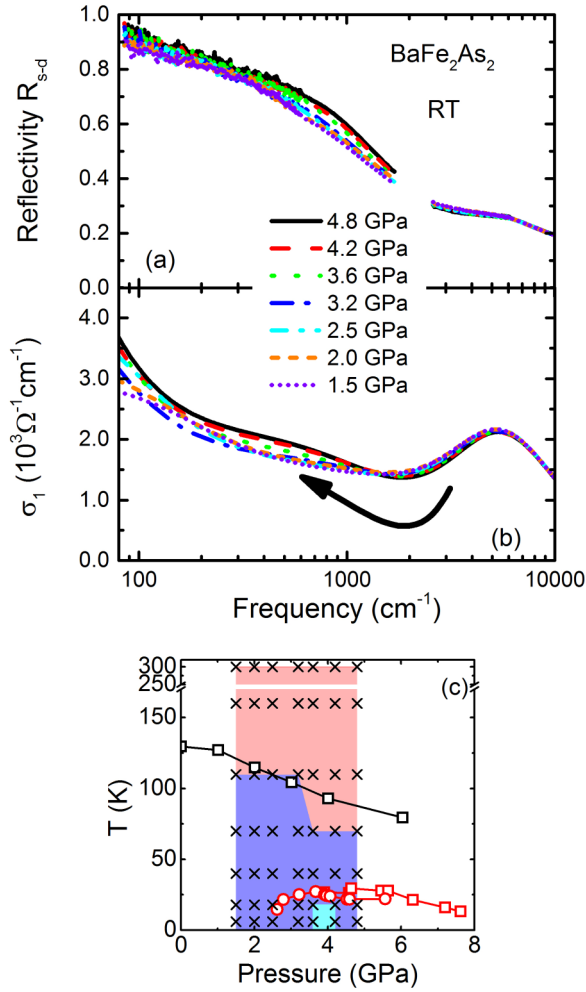 Reflectivity R_{s-d}
1.0
0.8
0.6
0.4
0.2
0.0
BaFe₂As₂
RT
(a)
4.8 GPa
4.2 GPa
3.6 GPa
3.2 GPa
2.5 GPa
2.0 GPa
1.5 GPa
σ₁ (10³Ω⁻¹cm⁻¹)
4.0
3.0
2.0
1.0
0.0
(b)
100 1000 10000
Frequency (cm⁻¹)
T (K)
300
250
150
100
50
0
(c)
0 2 4 6 8
Pressure (GPa)